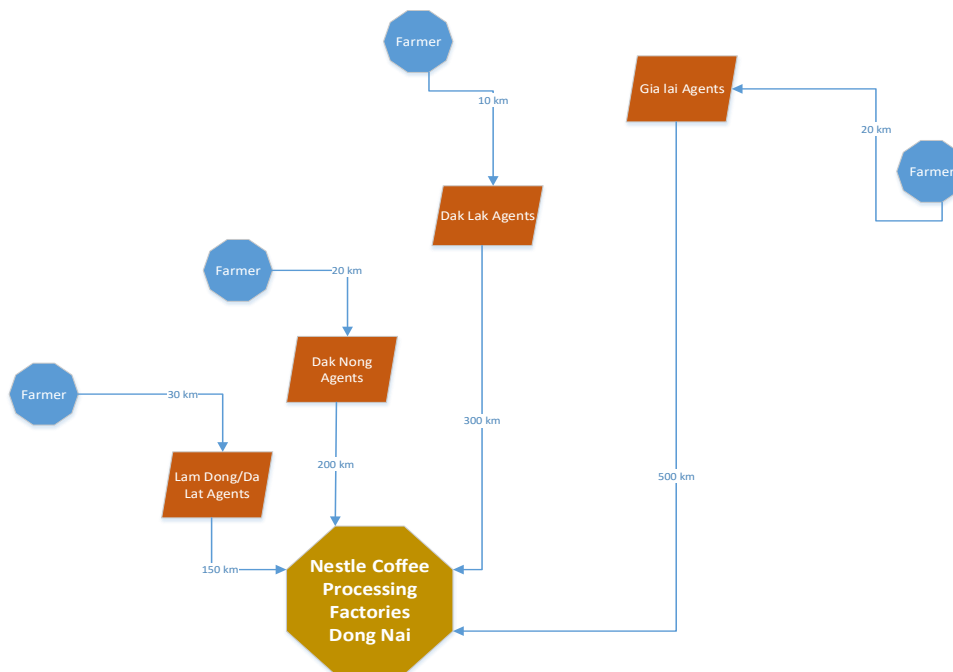 Farmer
10 km
Gia lai Agents
20 km
Farmer
Dak Lak Agents
Farmer
20 km
Dak Nong
Agents
Farmer
30 km
300 km
200 km
Lam Dong/Da
Lat Agents
500 km
150 km
Nestle Coffee
Processing
Factories
Dong Nai